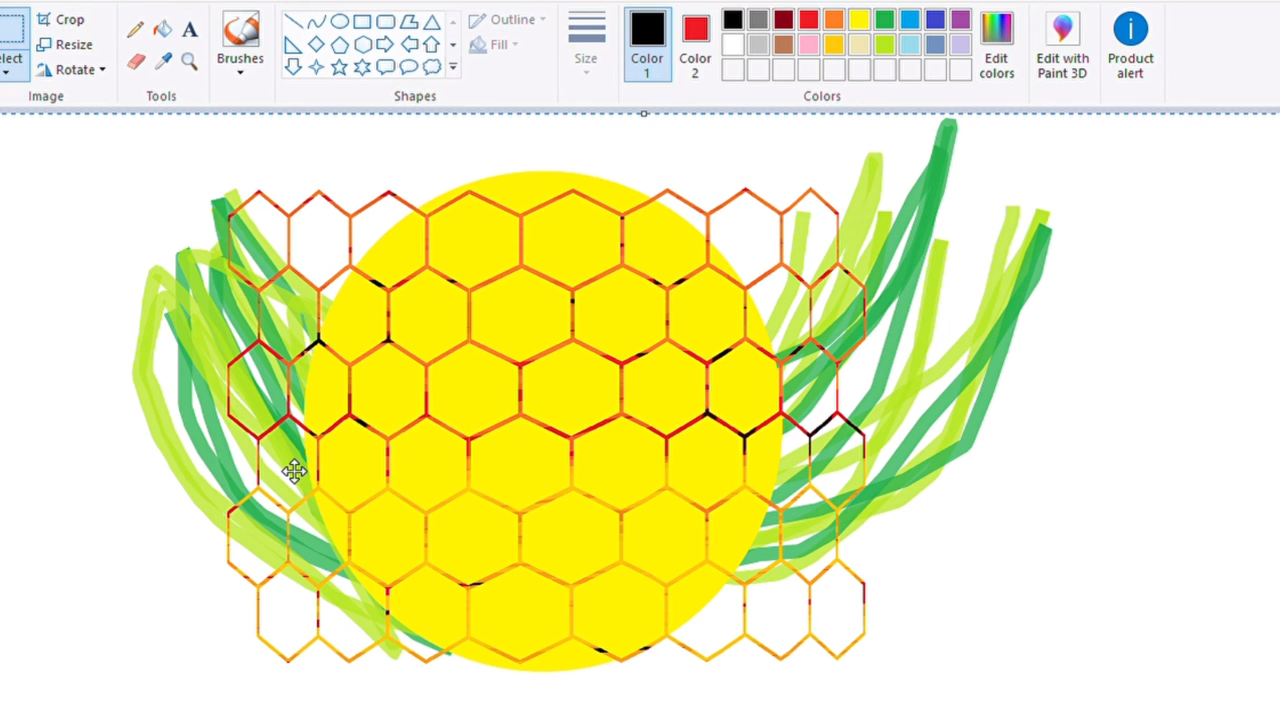 Crop
Resize
Rotate
Image
A
Tools
Brushes
Shapes
Outline
Fill
Size
Color
1
Color
2
Edit
colors
Colors
Edit with
Paint 3D
Product
alert